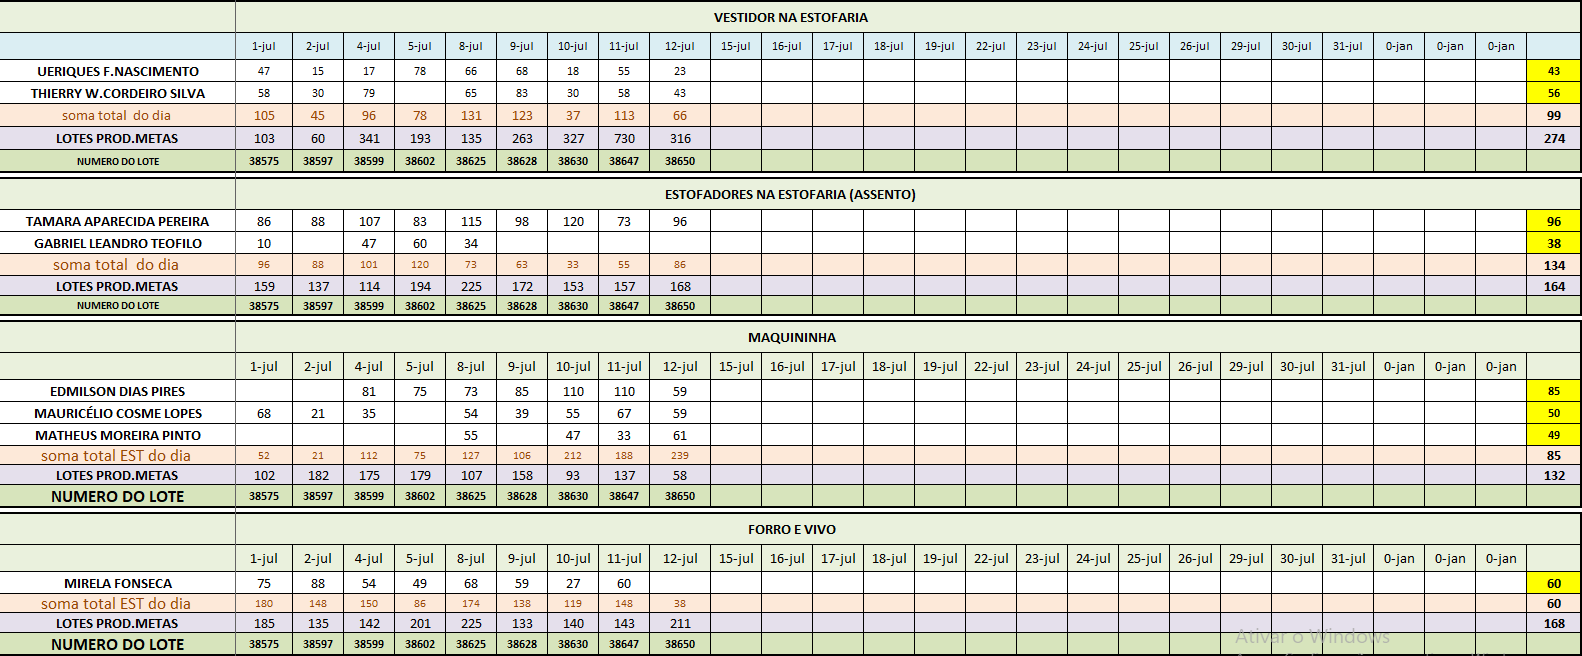 VESTIDOR NA ESTOFARIA
1-jul 2-jul 4-jul 5-jul 8-jul 9-jul 10-jul 11-jul 12-jul 15-jul 16-jul 17-jul 18-jul 19-jul 22-jul 23-jul 24-jul 25-jul 26-jul 29-jul 30-jul 31-jul 0-jan 0-jan 0-jan
UERIQUES F.NASCIMENTO 47 15 17 78 66 68 18 55 23 43
THIERRY W.CORDEIRO SILVA 58 30 79 65 83 30 58 43 56
soma total do dia 105 45 96 78 131 123 37 113 66 99
LOTES PROD.METAS 103 60 341 193 135 263 327 730 316 274
NUMERO DO LOTE 38575 38597 38599 38602 38625 38628 38630 38647 38650
ESTOFADORES NA ESTOFARIA (ASSENTO)
TAMARA APARECIDA PEREIRA 86 88 107 83 115 98 120 73 96 96
GABRIEL LEANDRO TEOFILO 10 47 60 34 38
soma total do dia 96 88 101 120 73 63 33 55 86 134
LOTES PROD.METAS 159 137 114 194 225 172 153 157 168 164
NUMERO DO LOTE 38575 38597 38599 38602 38625 38628 38630 38647 38650
MAQUININHA
1-jul 2-jul 4-jul 5-jul 8-jul 9-jul 10-jul 11-jul 12-jul 15-jul 16-jul 17-jul 18-jul 19-jul 22-jul 23-jul 24-jul 25-jul 26-jul 29-jul 30-jul 31-jul 0-jan 0-jan 0-jan
EDMILSON DIAS PIRES 81 75 73 85 110 110 59 85
MAURICÉLIO COSME LOPES 68 21 35 54 39 55 67 59 50
MATHEUS MOREIRA PINTO 55 47 33 61 49
soma total EST do dia 52 21 112 75 127 106 212 188 239 85
LOTES PROD.METAS 102 182 175 179 107 158 93 137 58 132
NUMERO DO LOTE 38575 38597 38599 38602 38625 38628 38630 38647 38650
FORRO E VIVO
1-jul 2-jul 4-jul 5-jul 8-jul 9-jul 10-jul 11-jul 12-jul 15-jul 16-jul 17-jul 18-jul 19-jul 22-jul 23-jul 24-jul 25-jul 26-jul 29-jul 30-jul 31-jul 0-jan 0-jan 0-jan
MIRELA FONSECA 75 88 54 49 68 59 27 60 60
soma total EST do dia 180 148 150 86 174 138 119 148 38 60
LOTES PROD.METAS 185 135 142 201 225 133 140 143 211 168
Ativar o Windows
NUMERO DO LOTE 38575 38597 38599 38602 38625 38628 38630 38647 38650